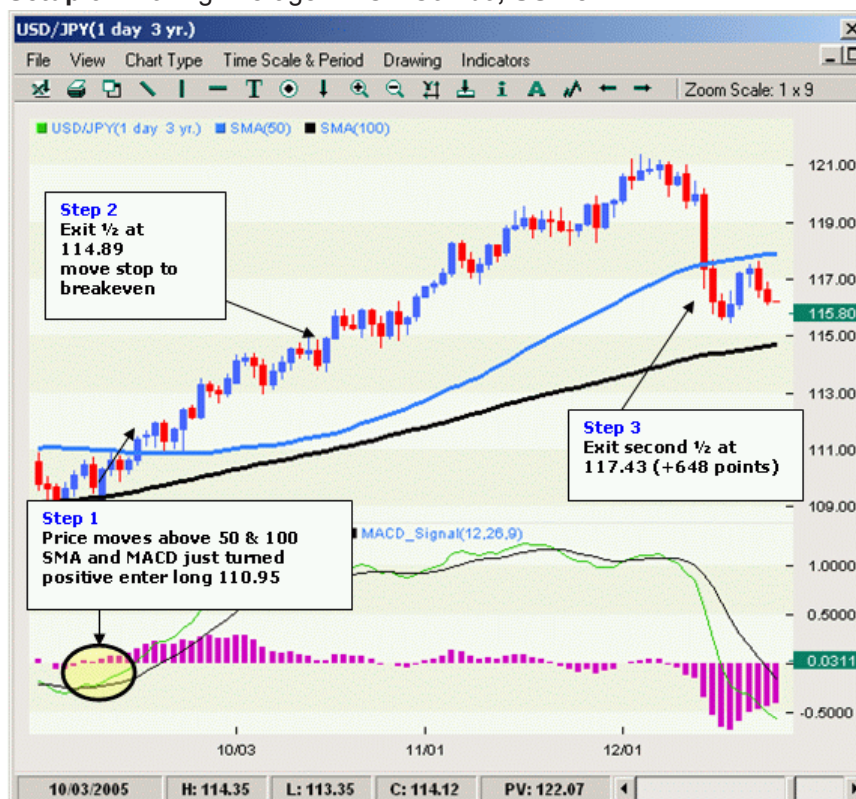 USD/JPY(1 day 3 yr.)
File View Chart Type Time Scale & Period Drawing Indicators
T i A Zoom Scale: 1 x 9
USD/JPY(1 day 3 yr.) SMA(50) SMA(100)
121.00
119.00
117.00
115.80
115.00
113.00
111.00
109.00
Step 2
Exit ½ at
114.89
move stop to
breakeven
Step 3
Exit second ½ at
117.43 (+648 points)
Step 1
Price moves above 50 & 100
SMA and MACD just turned
positive enter long 110.95
MACD_Signal(12,26,9)
1.0000
0.5000
0.0311
-0.5000
10/03 11/01 12/01
10/03/2005 H: 114.35 L: 113.35 C: 114.12 PV: 122.07